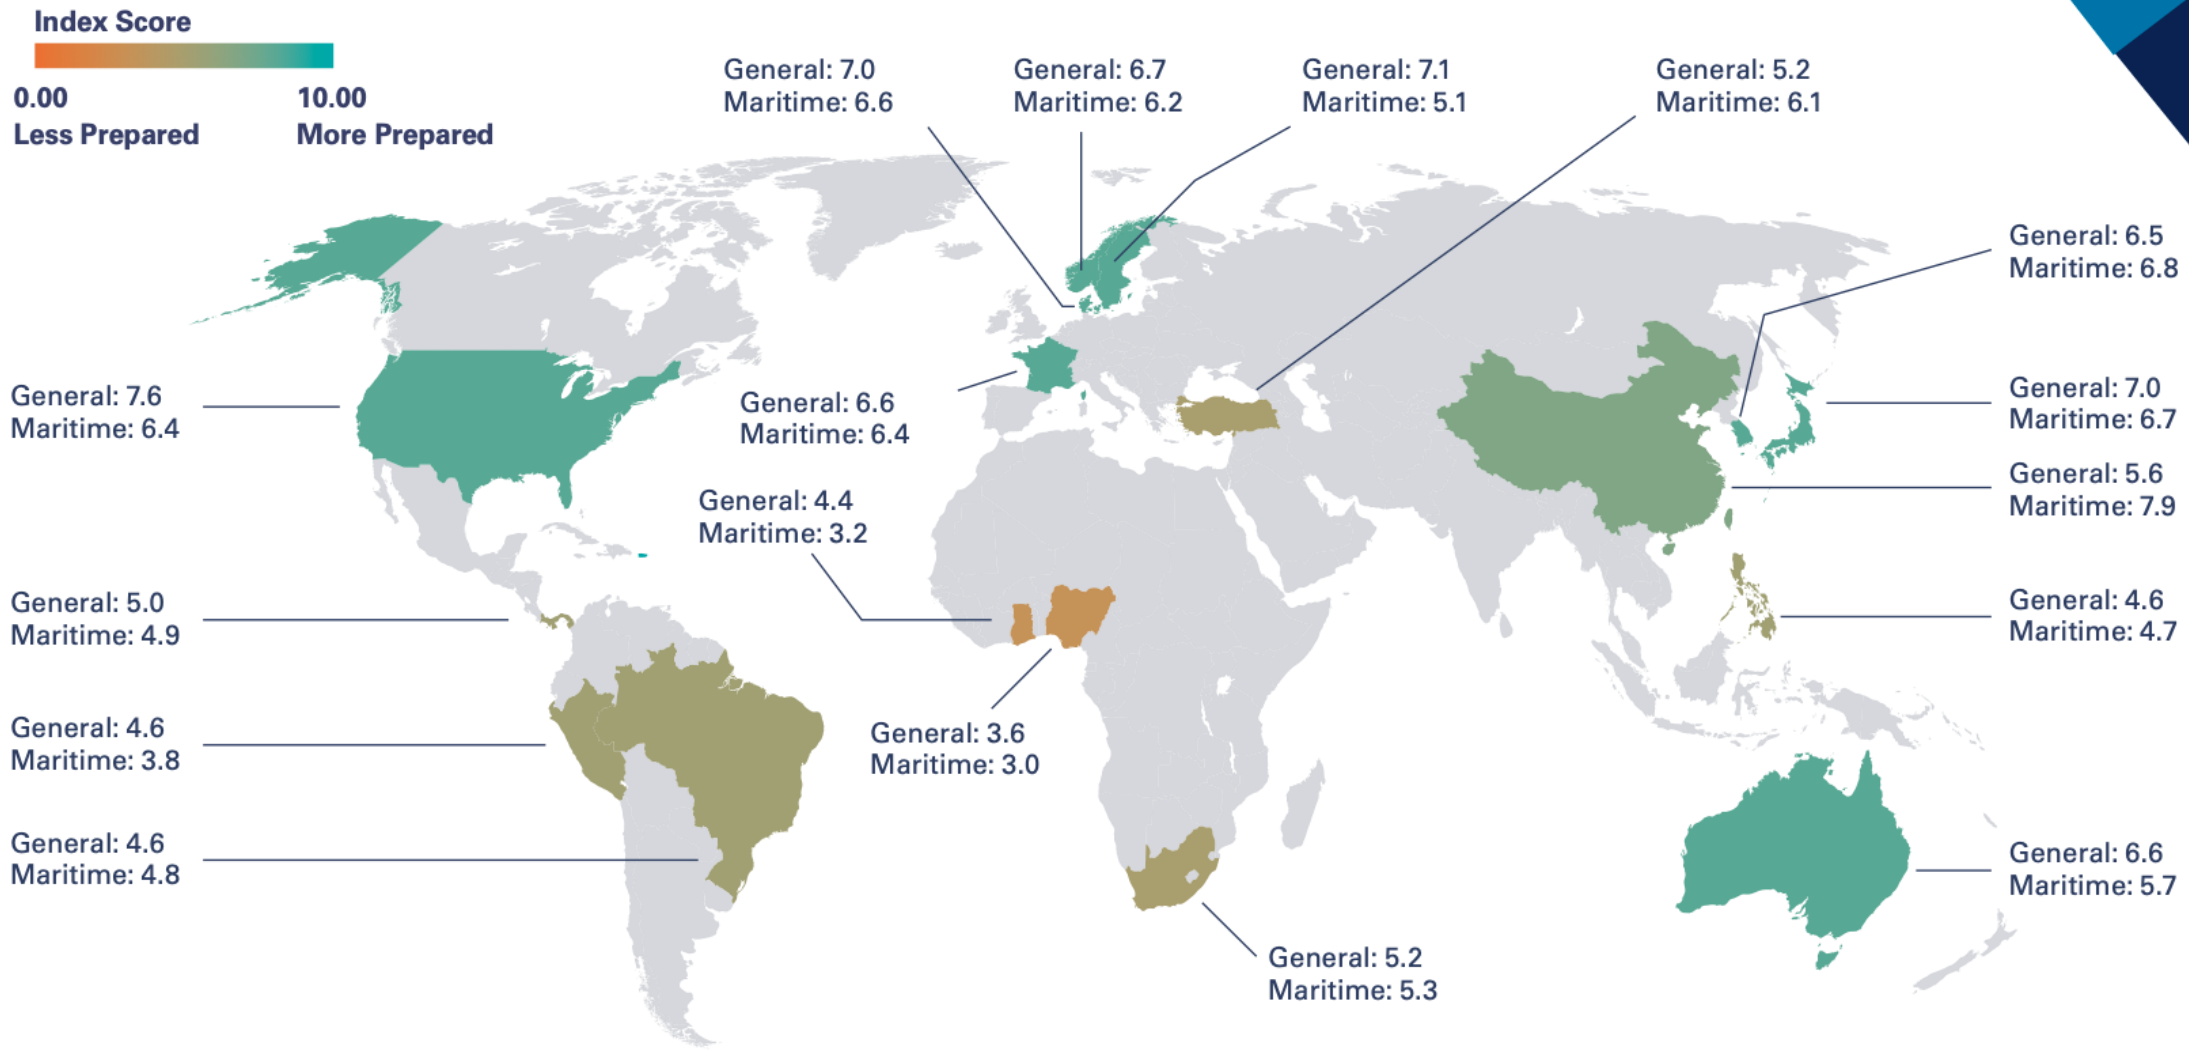 Index Score
0.00 10.00
Less Prepared More Prepared
General: 7.0
Maritime: 6.6
General: 6.7
Maritime: 6.2
General: 7.1
Maritime: 5.1
General: 5.2
Maritime: 6.1
General: 6.5
Maritime: 6.8
General: 7.6
Maritime: 6.4
General: 6.6
Maritime: 6.4
General: 7.0
Maritime: 6.7
General: 5.6
Maritime: 7.9
General: 4.4
Maritime: 3.2
General: 5.0
Maritime: 4.9
General: 4.6
Maritime: 4.7
General: 4.6
Maritime: 3.8
General: 3.6
Maritime: 3.0
General: 4.6
Maritime: 4.8
General: 6.6
Maritime: 5.7
General: 5.2
Maritime: 5.3